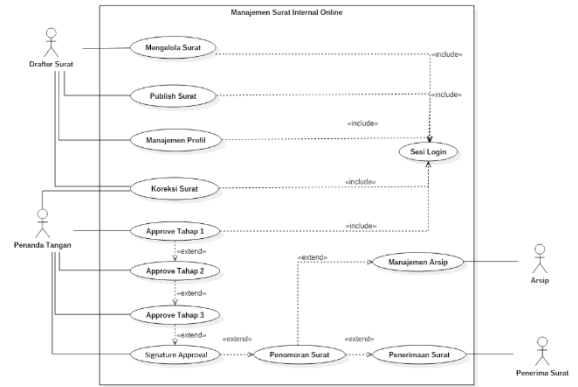 Manajemen Surat Internal Online
Mengelola Surat
«include»
Drafter Surat
Publish Surat
«include»
«include»
Manajemen Profil
Sesi Login
Koreksi Surat
«include»
Approve Tahap 1
«include»
Penanda Tangan
«extend»
Approve Tahap 2
«extend»
Manajemen Arsip
Arsip
«extend»
Approve Tahap 3
«extend»
«extend»
«extend»
Signature Approval
Penomoran Surat
Penerimaan Surat
Penerima Surat